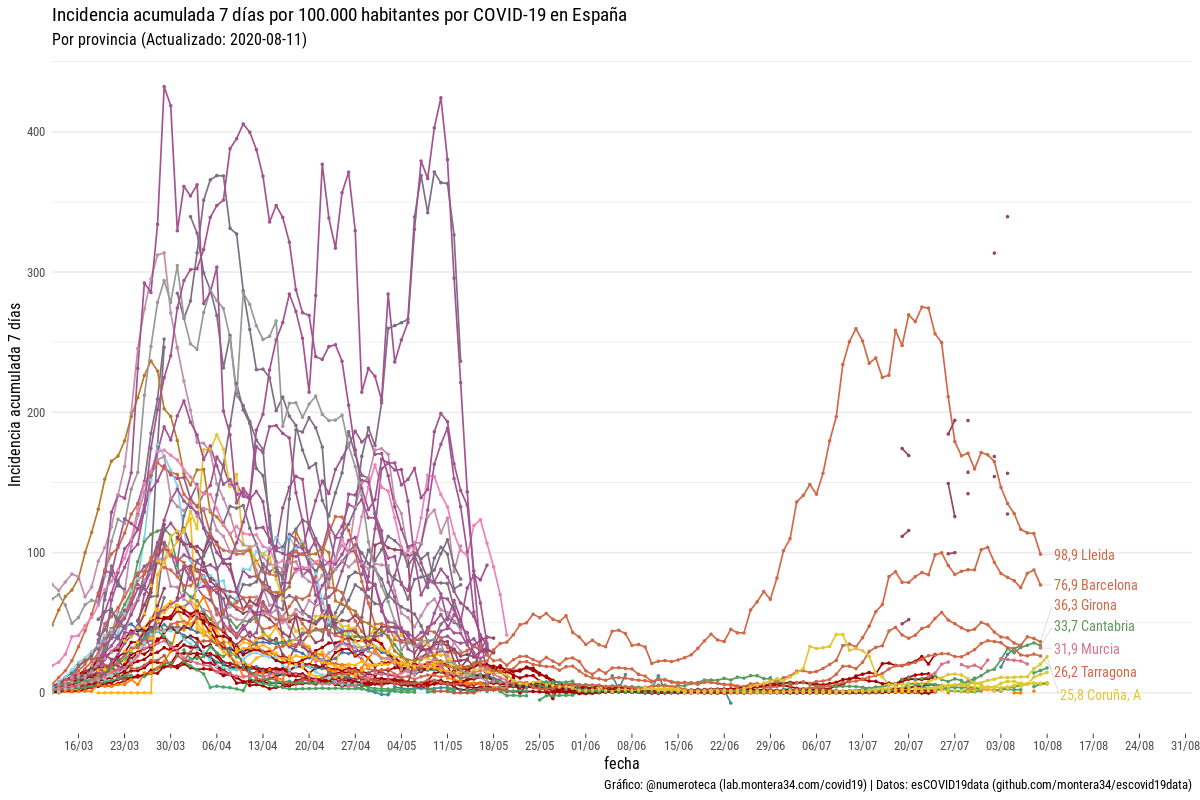 Incidencia acumulada 7 días por 100.000 habitantes por COVID-19 en España
Por provincia (Actualizado: 2020-08-11)
Incidencia acumulada 7 días
400
300
200
100
0
98,9 Lleida
76,9 Barcelona
36,3 Girona
33,7 Cantabria
31,9 Murcia
26,2 Tarragona
25,8 Coruña, A
16/03 23/03 30/03 06/04 13/04 20/04 27/04 04/05 11/05 18/05 25/05 01/06 08/06 15/06 22/06 29/06 06/07 13/07 20/07 27/07 03/08 10/08 17/08 24/08 31/08
fecha
Gráfico: @numeroteca (lab.montera34.com/covid19) | Datos: esCOVID19data (github.com/montera34/escovid19data)